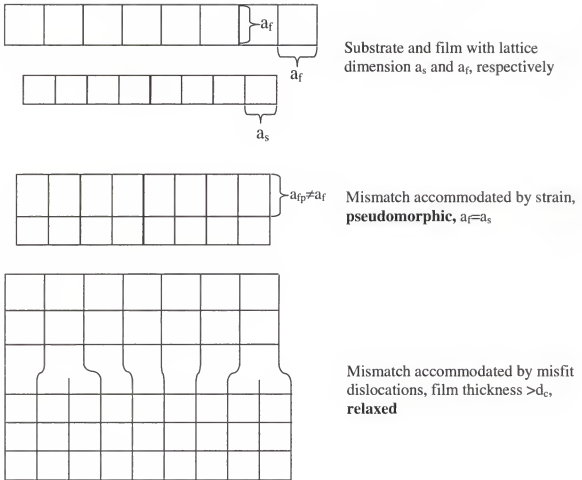 a_f
a_f
Substrate and film with lattice
dimension a_s and a_f, respectively
a_s
a_fp≠a_f
Mismatch accommodated by strain,
pseudomorphic, a_f=a_s
Mismatch accommodated by misfit
dislocations, film thickness >d_c,
relaxed